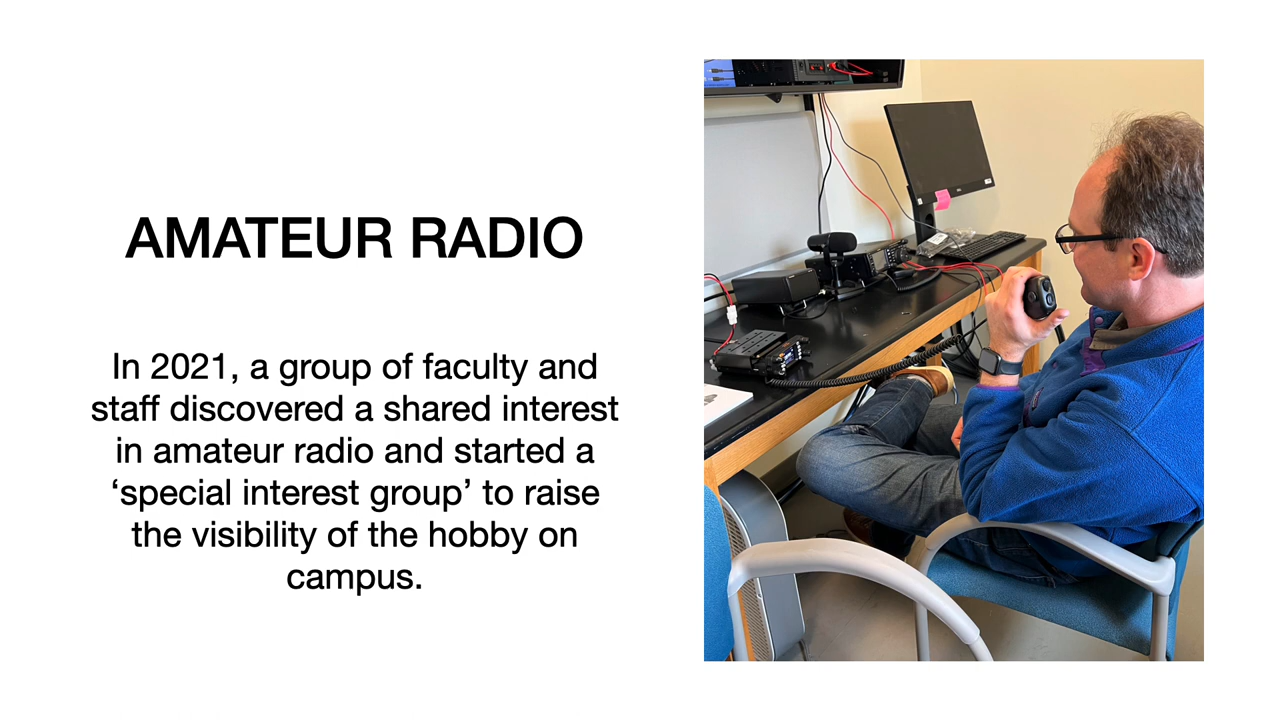 AMATEUR RADIO
In 2021, a group of faculty and
staff discovered a shared interest
in amateur radio and started a
‘special interest group’ to raise
the visibility of the hobby on
campus.